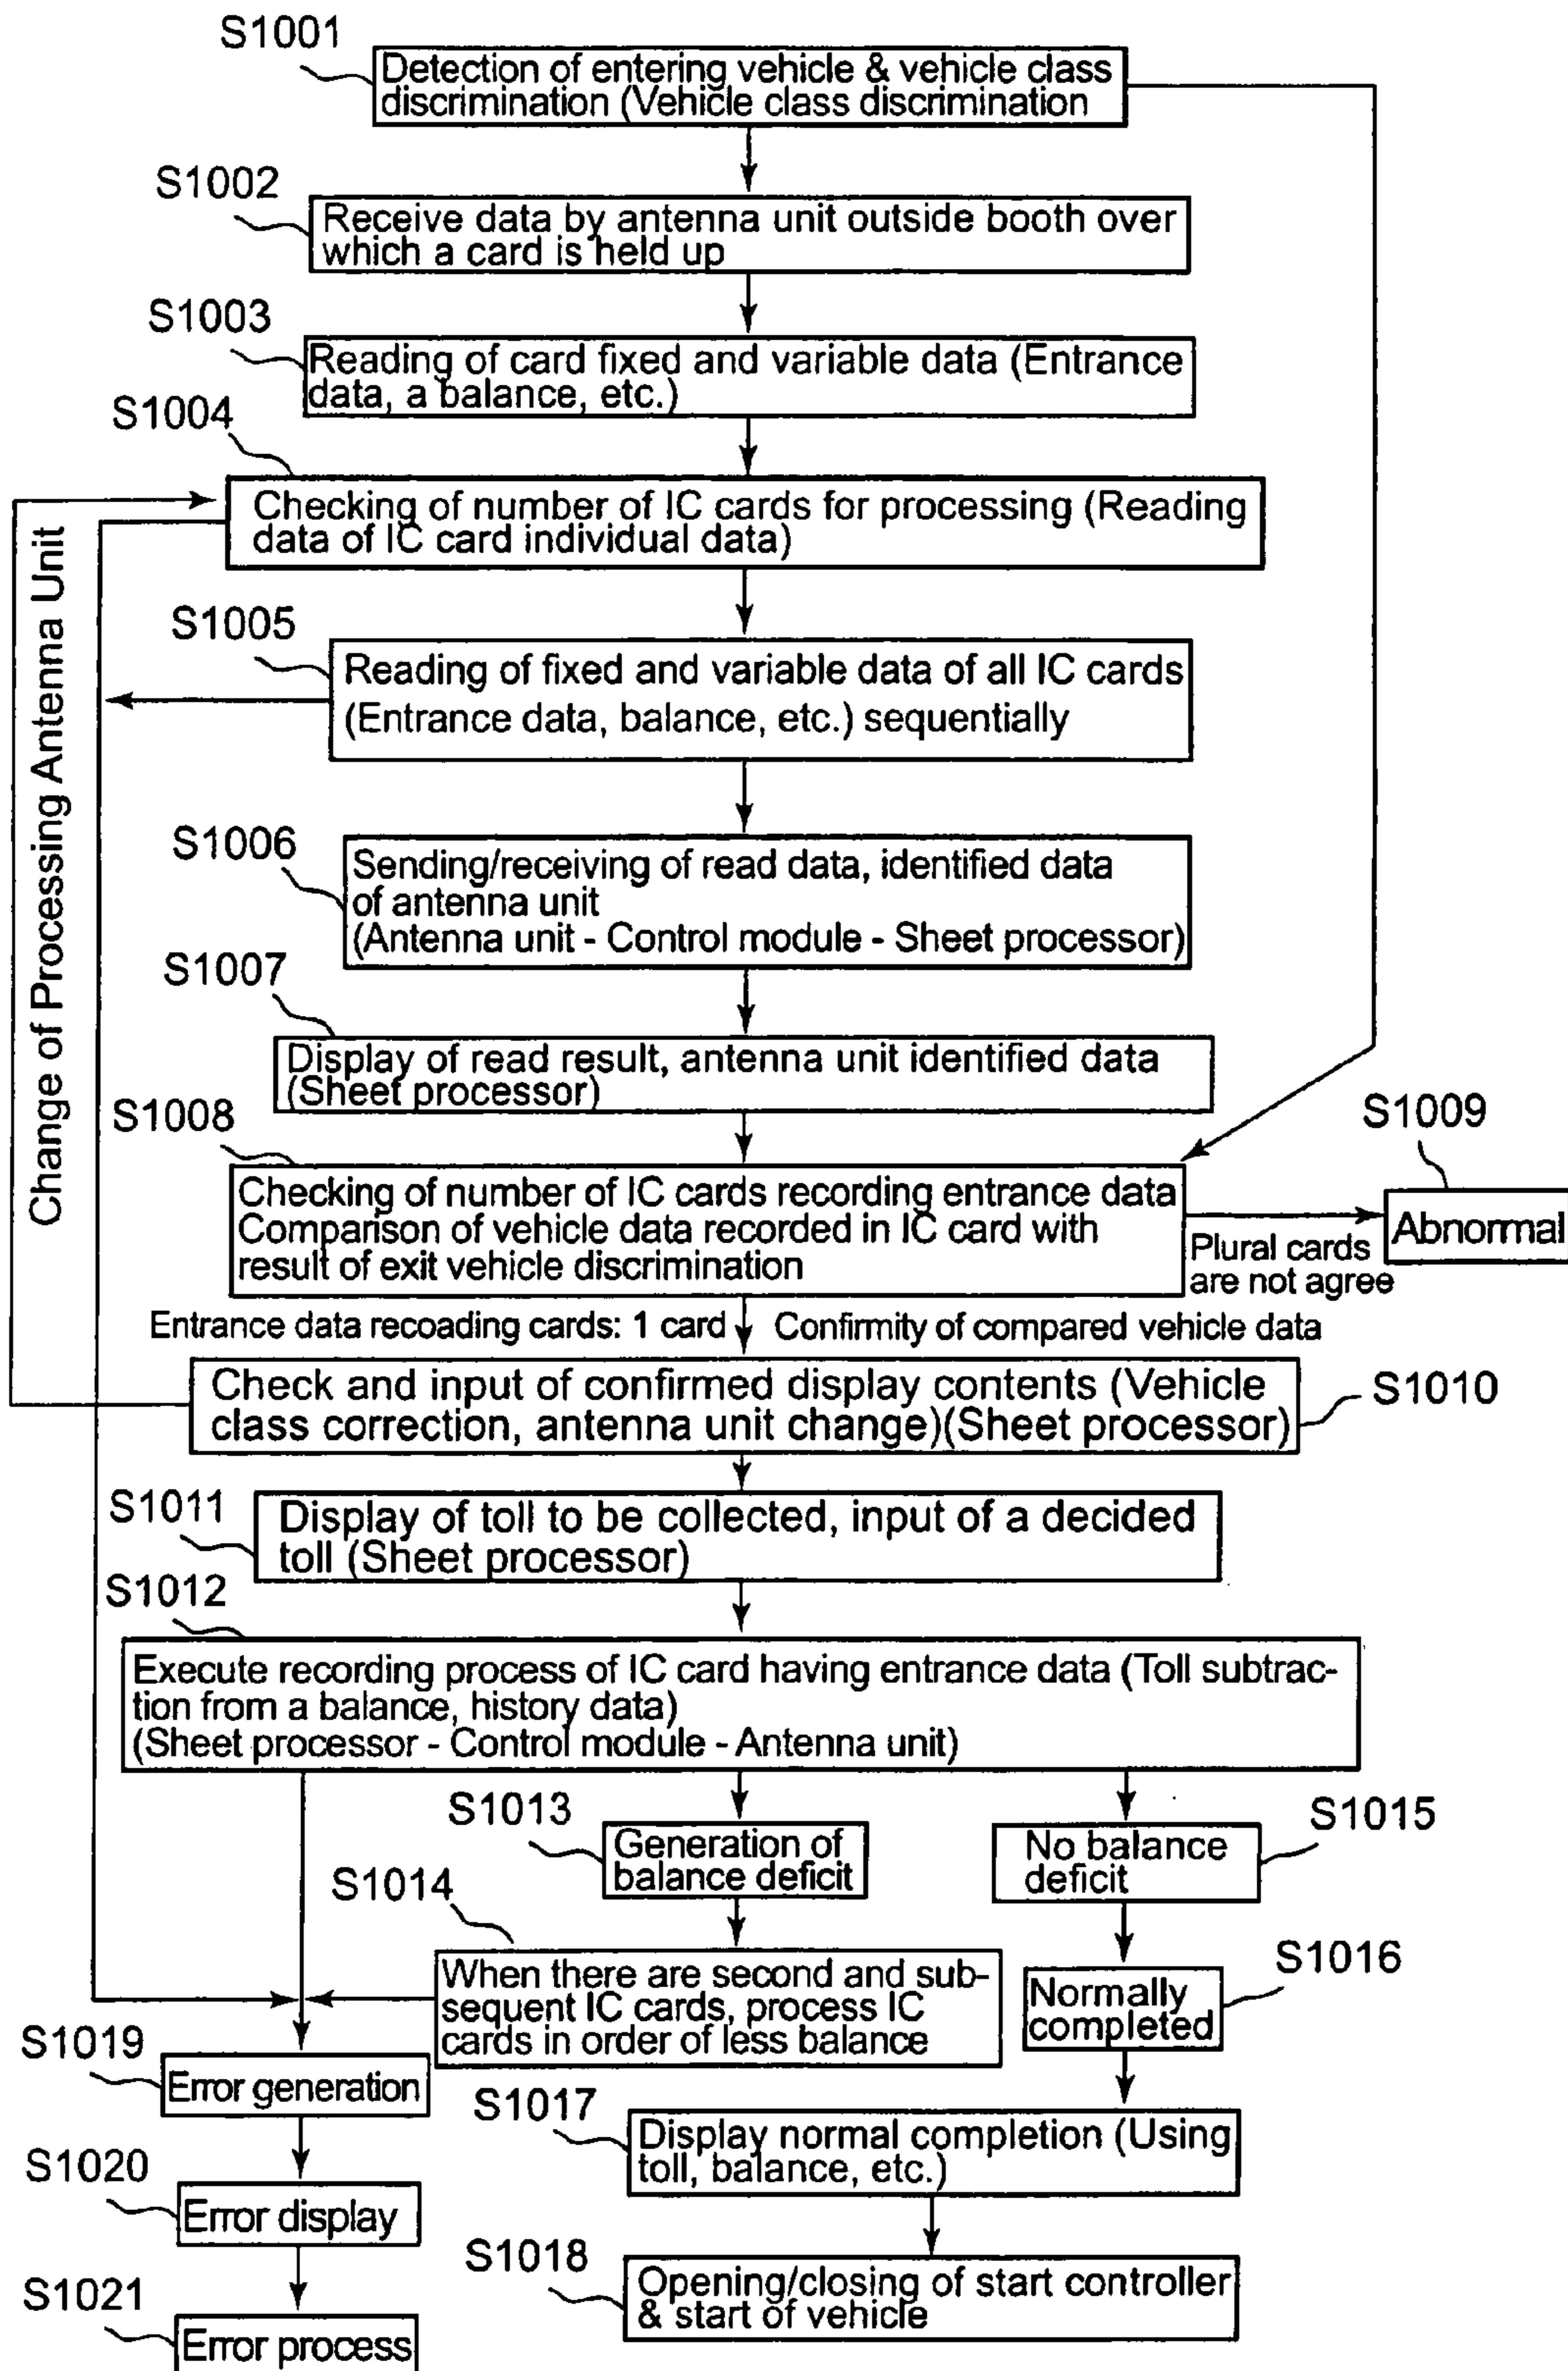 S1001
Detection of entering vehicle & vehicle class
discrimination (Vehicle class discrimination
S1002
Receive data by antenna unit outside booth over
which a card is held up
S1003
Reading of card fixed and variable data (Entrance
data, a balance, etc.)
S1004
Checking of number of IC cards for processing (Reading
data of IC card individual data)
Change of Processing Antenna Unit
S1005
Reading of fixed and variable data of all IC cards
(Entrance data, balance, etc.) sequentially
S1006
Sending/receiving of read data, identified data
of antenna unit
(Antenna unit - Control module - Sheet processor)
S1007
Display of read result, antenna unit identified data
(Sheet processor)
S1008
Checking of number of IC cards recording entrance data
Comparison of vehicle data recorded in IC card with
result of exit vehicle discrimination
S1009
Abnormal
Plural cards
are not agree
Entrance data recoading cards: 1 card
Confirmity of compared vehicle data
Check and input of confirmed display contents (Vehicle
class correction, antenna unit change)(Sheet processor)
S1010
S1011
Display of toll to be collected, input of a decided
toll (Sheet processor)
S1012
Execute recording process of IC card having entrance data (Toll subtrac-
tion from a balance, history data)
(Sheet processor - Control module - Antenna unit)
S1013
Generation of
balance deficit
S1015
No balance
deficit
S1014
When there are second and sub-
sequent IC cards, process IC
cards in order of less balance
S1016
Normally
completed
S1019
Error generation
S1017
Display normal completion (Using
toll, balance, etc.)
S1020
Error display
S1018
Opening/closing of start controller
& start of vehicle
S1021
Error process